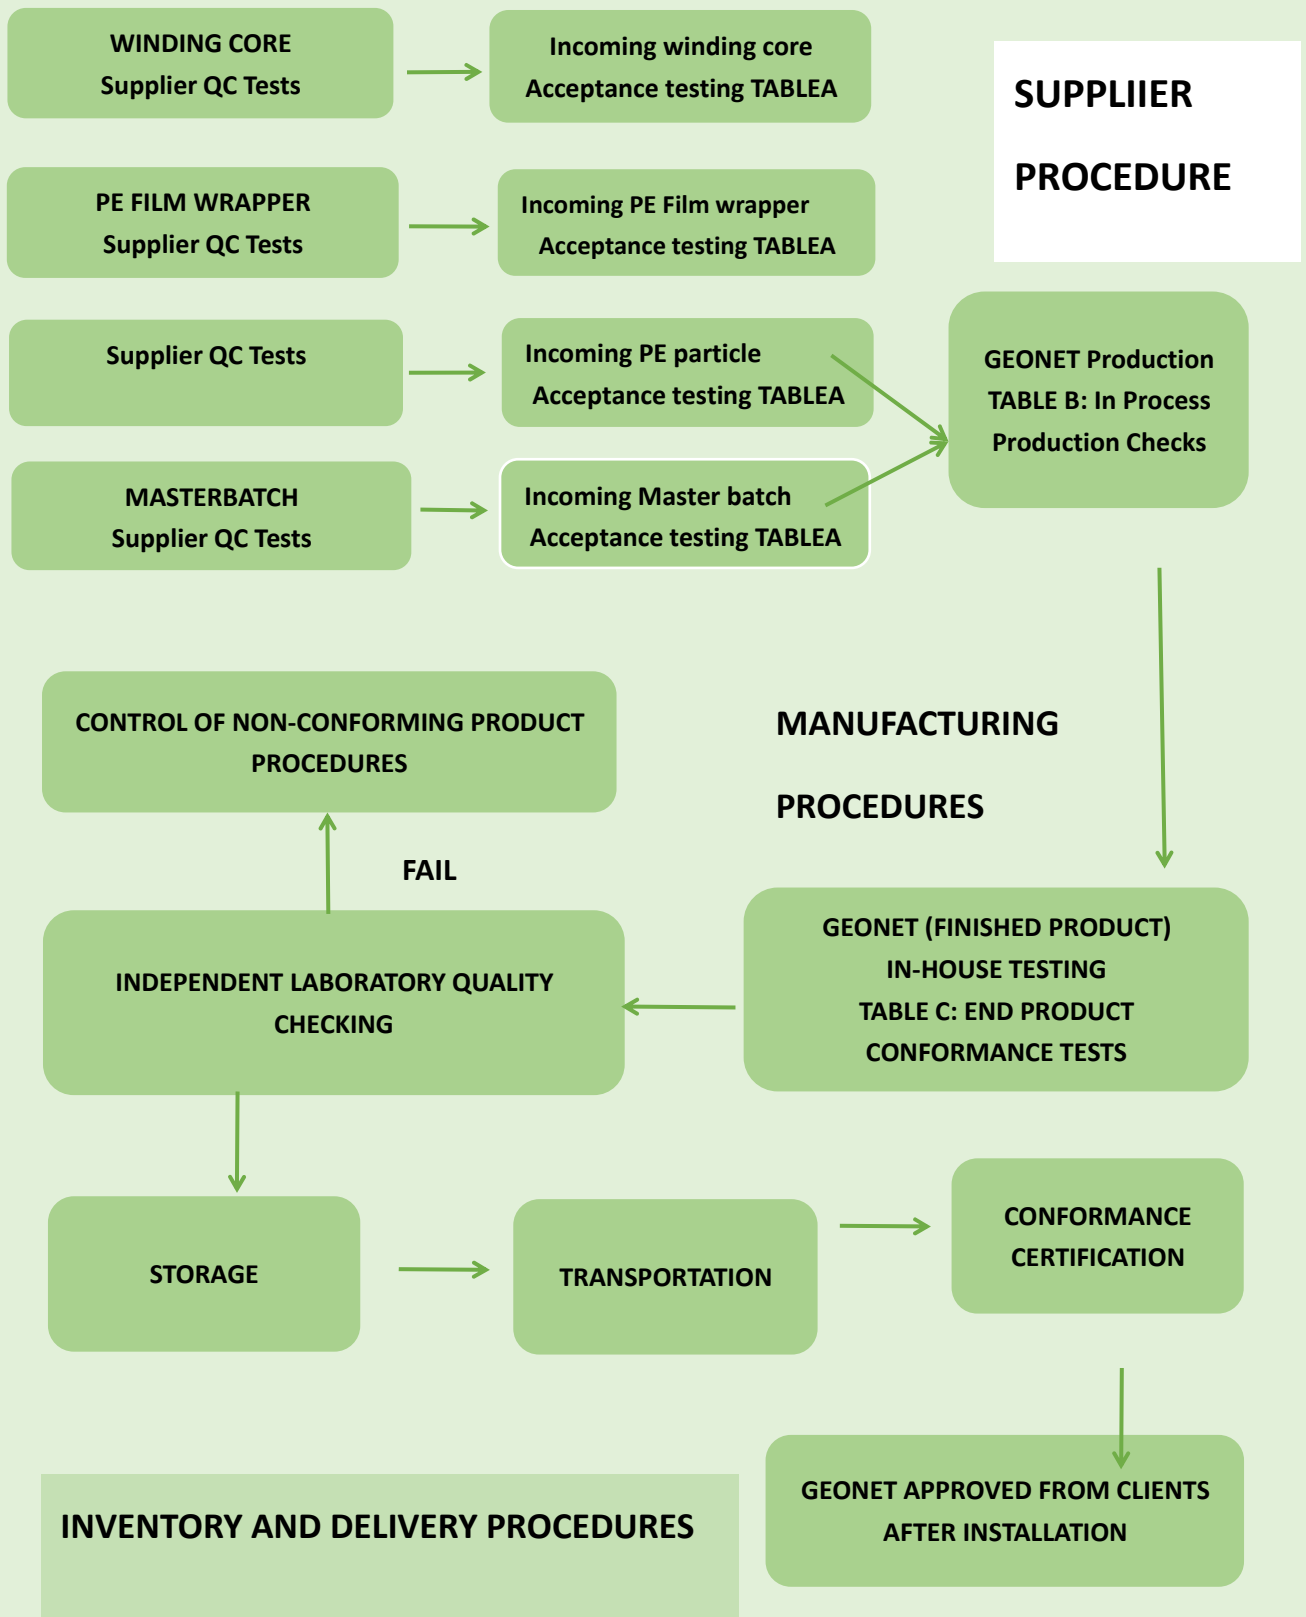 WINDING CORE
Supplier QC Tests
Incoming winding core
Acceptance testing TABLEA
SUPPLIIER
PROCEDURE
PE FILM WRAPPER
Supplier QC Tests
Incoming PE Film wrapper
Acceptance testing TABLEA
Supplier QC Tests
Incoming PE particle
Acceptance testing TABLEA
GEONET Production
TABLE B: In Process
Production Checks
MASTERBATCH
Supplier QC Tests
Incoming Master batch
Acceptance testing TABLEA
CONTROL OF NON-CONFORMING PRODUCT
PROCEDURES
MANUFACTURING
PROCEDURES
FAIL
INDEPENDENT LABORATORY QUALITY
CHECKING
GEONET (FINISHED PRODUCT)
IN-HOUSE TESTING
TABLE C: END PRODUCT
CONFORMANCE TESTS
STORAGE
TRANSPORTATION
CONFORMANCE
CERTIFICATION
INVENTORY AND DELIVERY PROCEDURES
GEONET APPROVED FROM CLIENTS
AFTER INSTALLATION